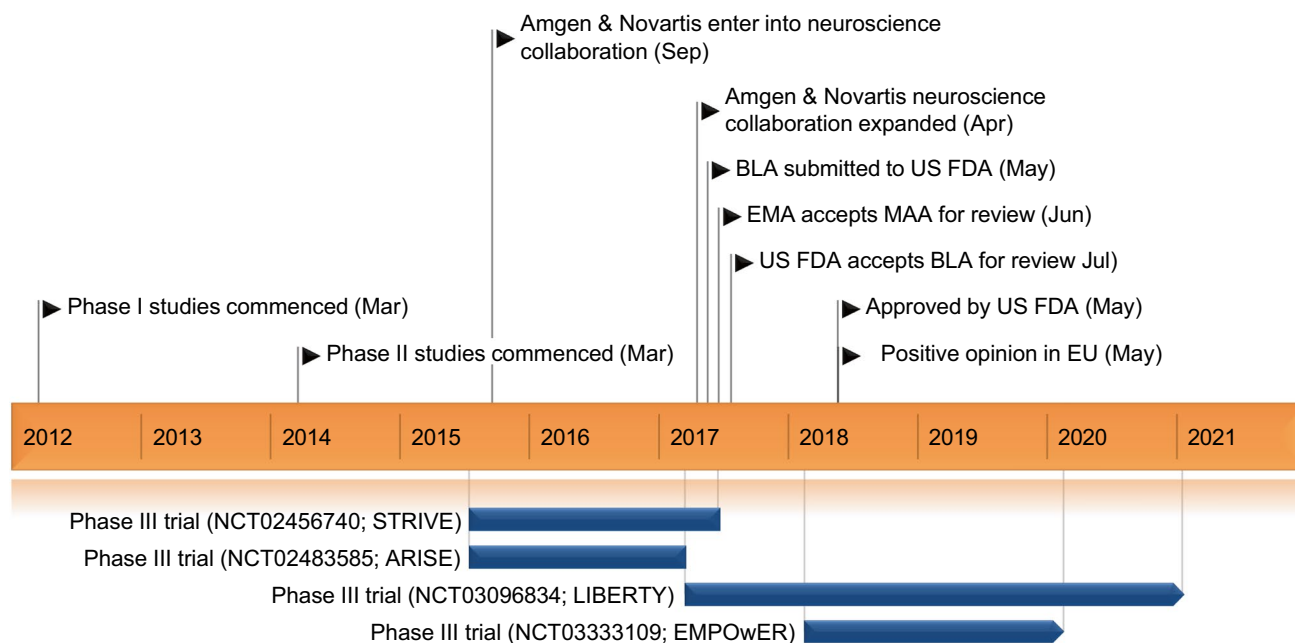 Amgen & Novartis enter into neuroscience
collaboration (Sep)
Amgen & Novartis neuroscience
collaboration expanded (Apr)
BLA submitted to US FDA (May)
EMA accepts MAA for review (Jun)
US FDA accepts BLA for review Jul)
Phase I studies commenced (Mar)
Approved by US FDA (May)
Phase II studies commenced (Mar)
Positive opinion in EU (May)
2012 2013 2014 2015 2016 2017 2018 2019 2020 2021
Phase III trial (NCT02456740; STRIVE)
Phase III trial (NCT02483585; ARISE)
Phase III trial (NCT03096834; LIBERTY)
Phase III trial (NCT03333109; EMPOwER)